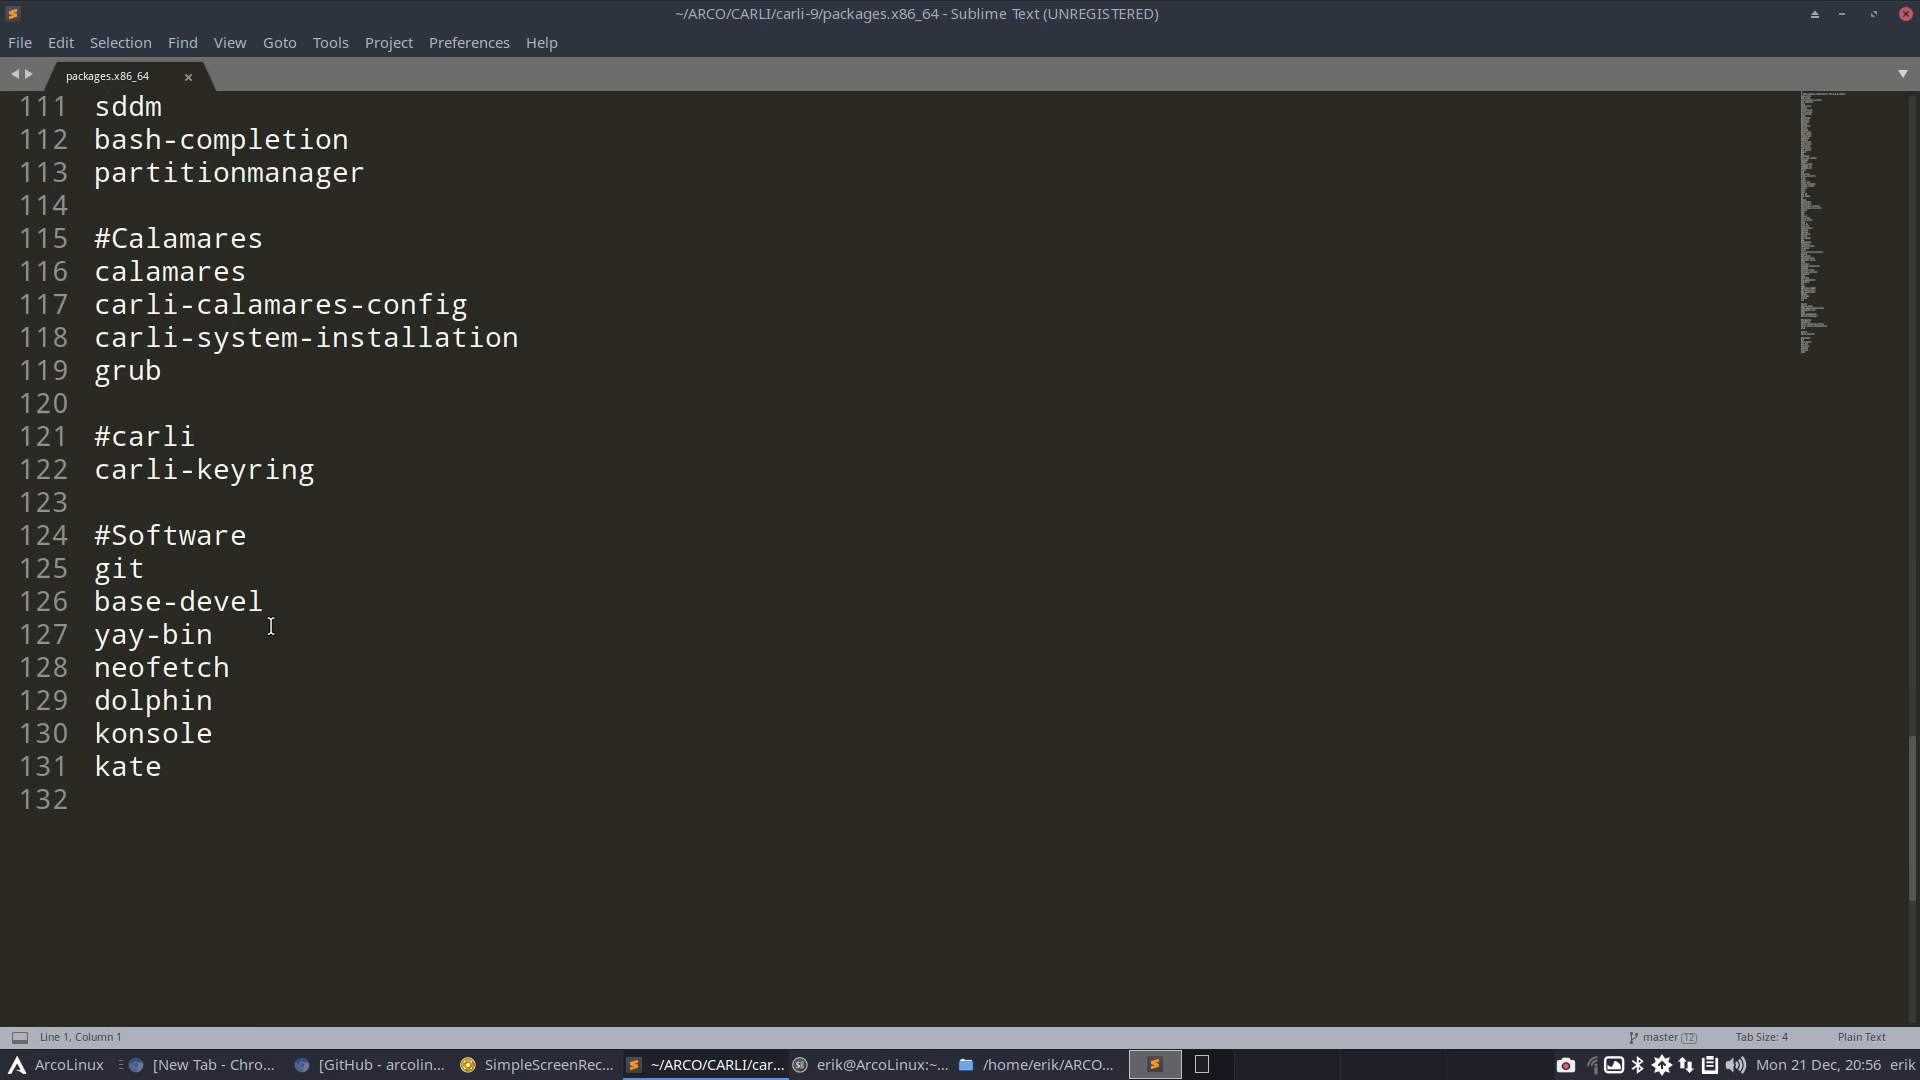 ~/ARCO/CARLI/carli-9/packages.x86_64 - Sublime Text (UNREGISTERED)
File Edit Selection Find View Goto Tools Project Preferences Help
packages.x86_64
111 sddm
112 bash-completion
113 partitionmanager
114
115 #Calamares
116 calamares
117 carli-calamares-config
118 carli-system-installation
119 grub
120
121 #carli
122 carli-keyring
123
124 #Software
125 git
126 base-devel
127 yay-bin
128 neofetch
129 dolphin
130 konsole
131 kate
132
Line 1, Column 1 master 12 Tab Size: 4 Plain Text
ArcoLinux [New Tab - Chro... [GitHub - arcolin... SimpleScreenRec... ~/ARCO/CARLI/car... erik@ArcoLinux:~... /home/erik/ARCO... Mon 21 Dec, 20:56 erik